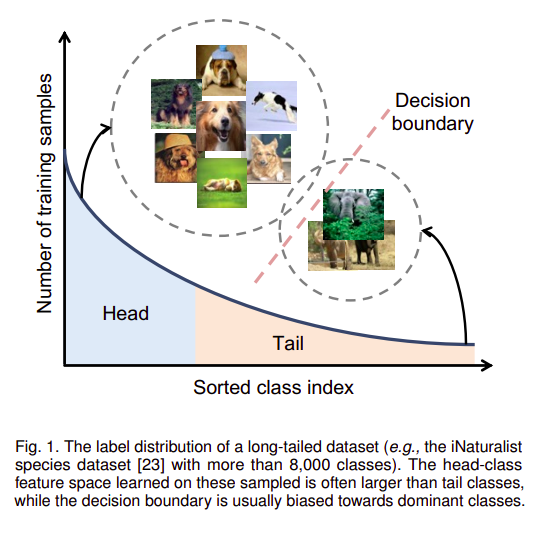 Number of training samples
Decision
boundary
Head
Tail
Sorted class index
Fig. 1. The label distribution of a long-tailed dataset (e.g., the iNaturalist
species dataset [23] with more than 8,000 classes). The head-class
feature space learned on these sampled is often larger than tail classes,
while the decision boundary is usually biased towards dominant classes.